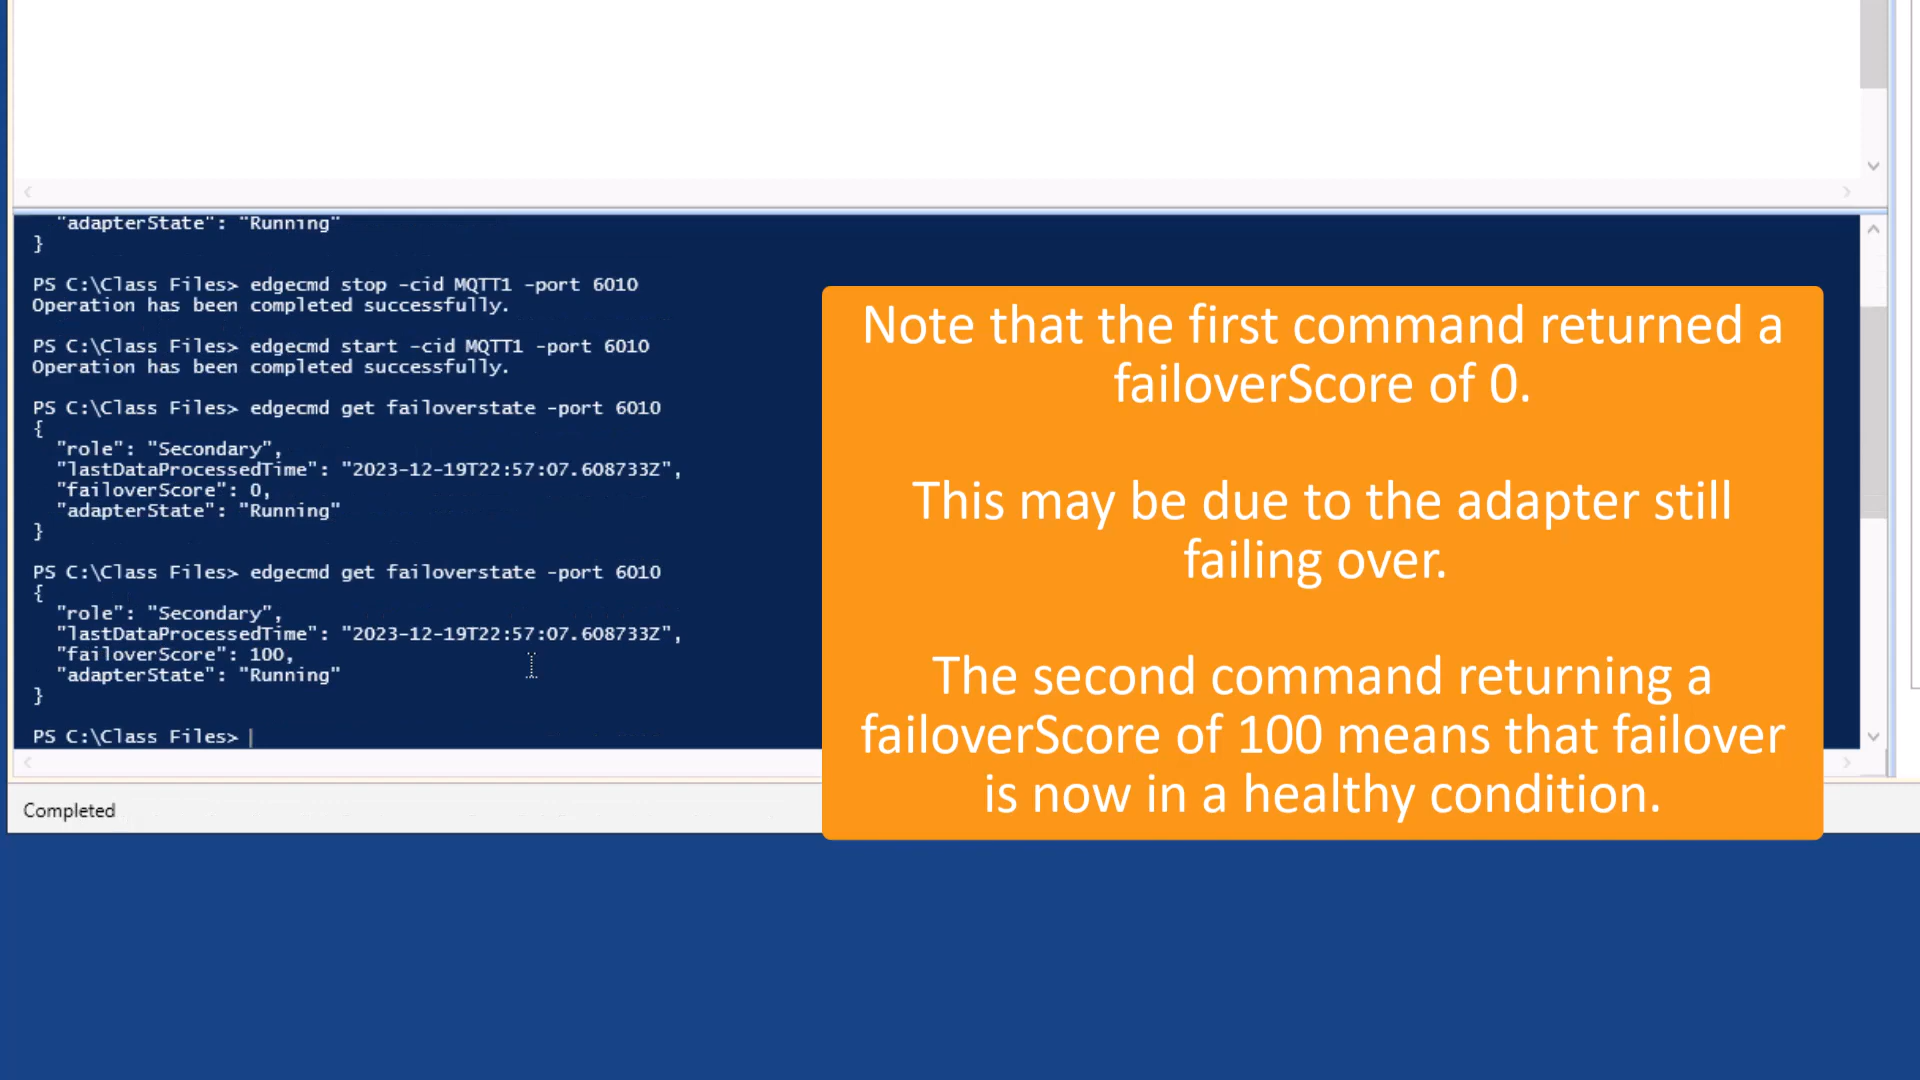 "adapterState": "Running"
}
PS C:\Class Files> edgecmd stop -cid MQTT1 -port 6010
Operation has been completed successfully.
PS C:\Class Files> edgecmd start -cid MQTT1 -port 6010
Operation has been completed successfully.
PS C:\Class Files> edgecmd get failoverstate -port 6010
{
"role": "Secondary",
"lastDataProcessedTime": "2023-12-19T22:57:07.608733Z",
"failoverScore": 0,
"adapterState": "Running"
}
PS C:\Class Files> edgecmd get failoverstate -port 6010
{
"role": "Secondary",
"lastDataProcessedTime": "2023-12-19T22:57:07.608733Z",
"failoverScore": 100,
"adapterState": "Running"
}
PS C:\Class Files>
Completed
Note that the first command returned a
failoverScore of 0.
This may be due to the adapter still
failing over.
The second command returning a
failoverScore of 100 means that failover
is now in a healthy condition.